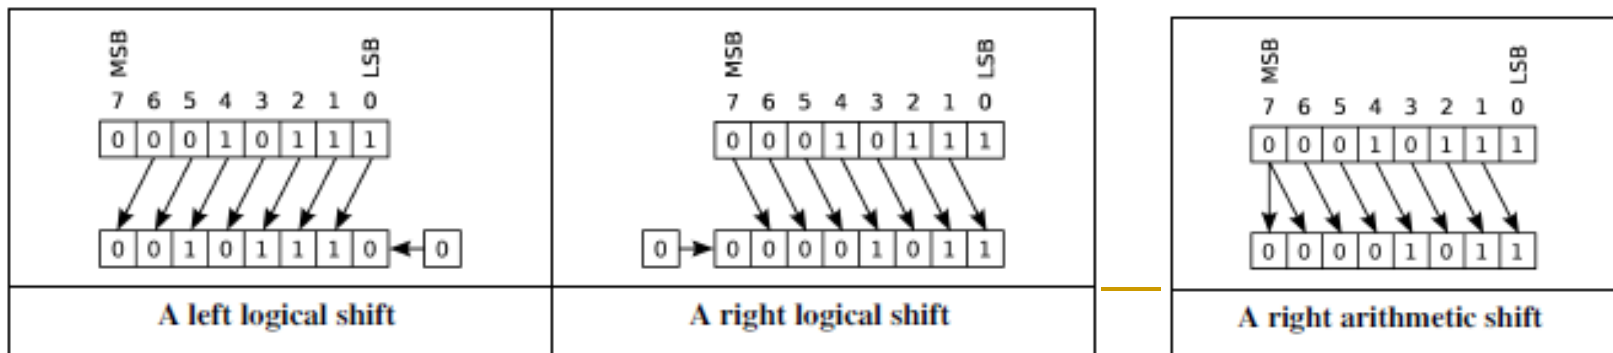 MSB LSB
7 6 5 4 3 2 1 0
0 0 0 1 0 1 1 1
0 0 1 0 1 1 1 0 0
A left logical shift
MSB LSB
7 6 5 4 3 2 1 0
0 0 0 1 0 1 1 1
0 0 0 0 0 1 0 1 1
A right logical shift
MSB LSB
7 6 5 4 3 2 1 0
0 0 0 1 0 1 1 1
0 0 0 0 1 0 1 1
A right arithmetic shift